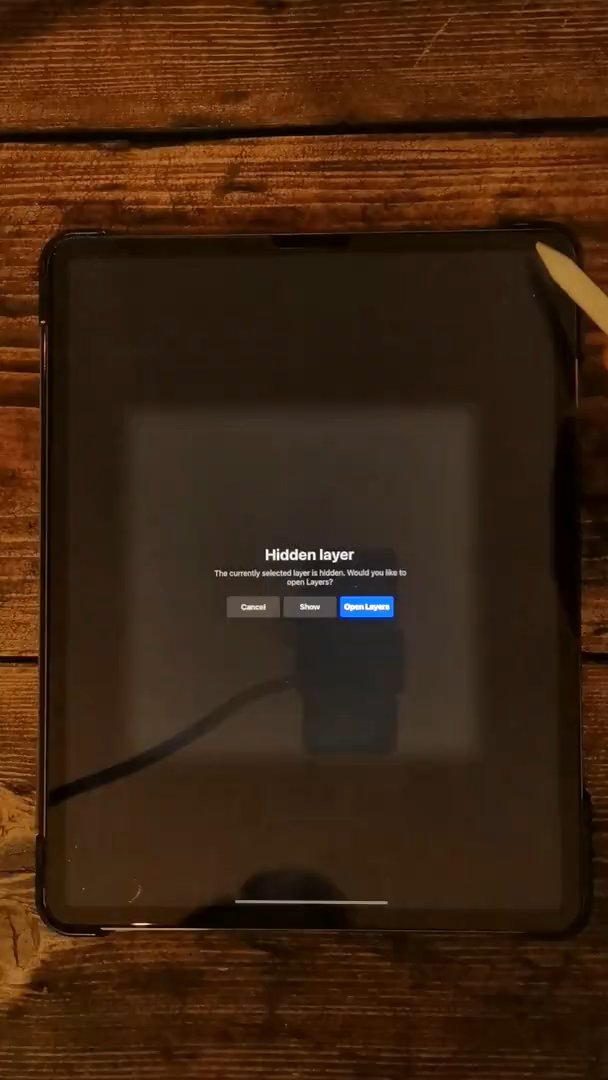 Hidden layer
The currently selected layer is hidden. Would you like to
open Layers?
Cancel
Show
Open Layers